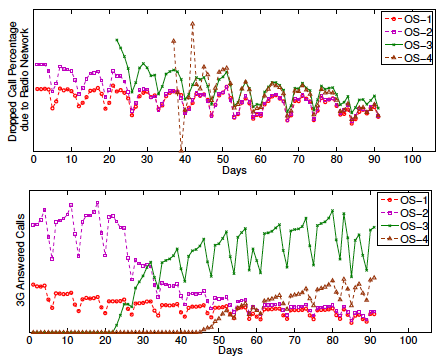 Dropped Call Percentage
due to Radio Network
OS-1
OS-2
OS-3
OS-4
0 10 20 30 40 50 60 70 80 90 100
Days
3G Answered Calls
OS-1
OS-2
OS-3
OS-4
0 10 20 30 40 50 60 70 80 90 100
Days